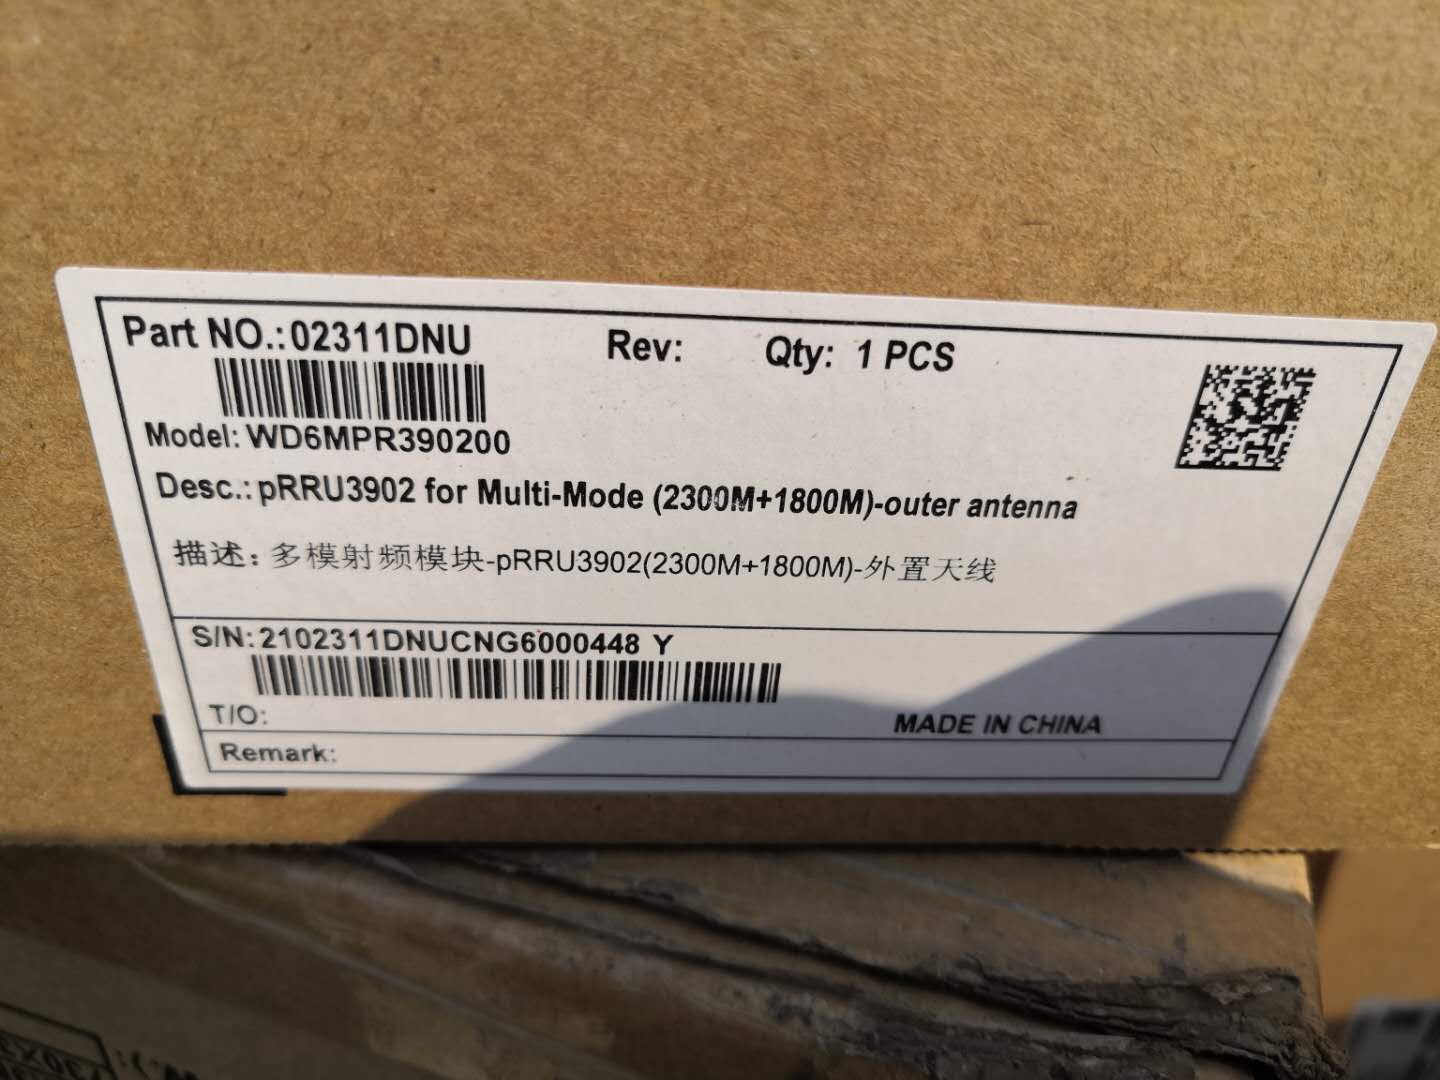 Part NO.:02311DNU Rev: Qty: 1 PCS
Model: WD6MPR390200
Desc.: pRRU3902 for Multi-Mode (2300M+1800M)-outer antenna
描述: 多模射频模块-pRRU3902(2300M+1800M)-外置天线
S/N: 2102311DNUCNG6000448 Y
T/O: MADE IN CHINA
Remark: